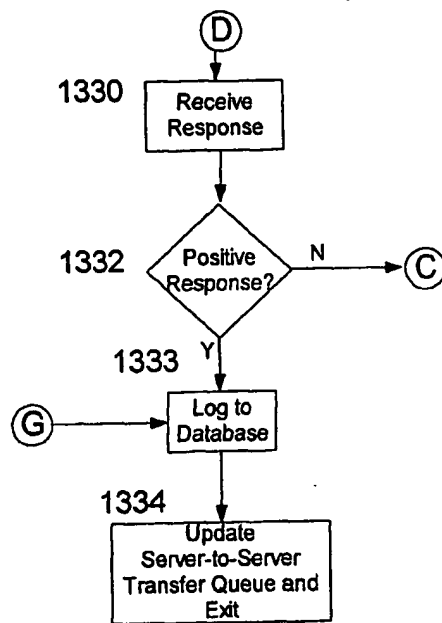 D
1330
Receive
Response
1332
Positive
Response?
N
C
Y
1333
G
Log to
Database
1334
Update
Server-to-Server
Transfer Queue and
Exit